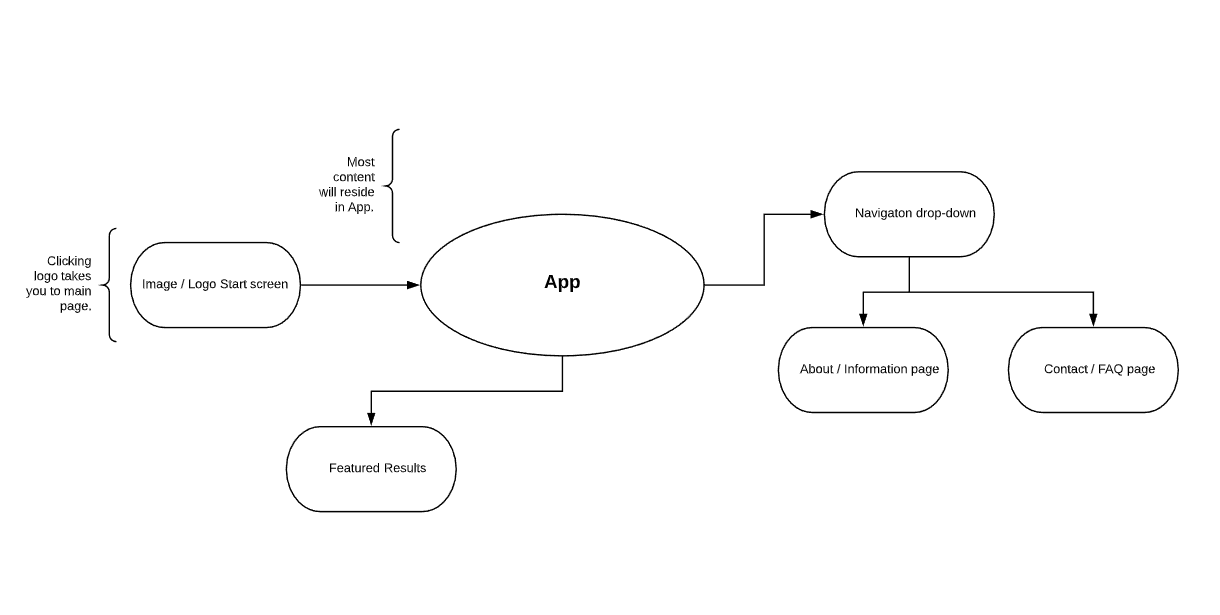 Most
content
will reside
in App.
Clicking
logo takes
you to main
page.
Image / Logo Start screen
App
Navigaton drop-down
About / Information page
Contact / FAQ page
Featured Results